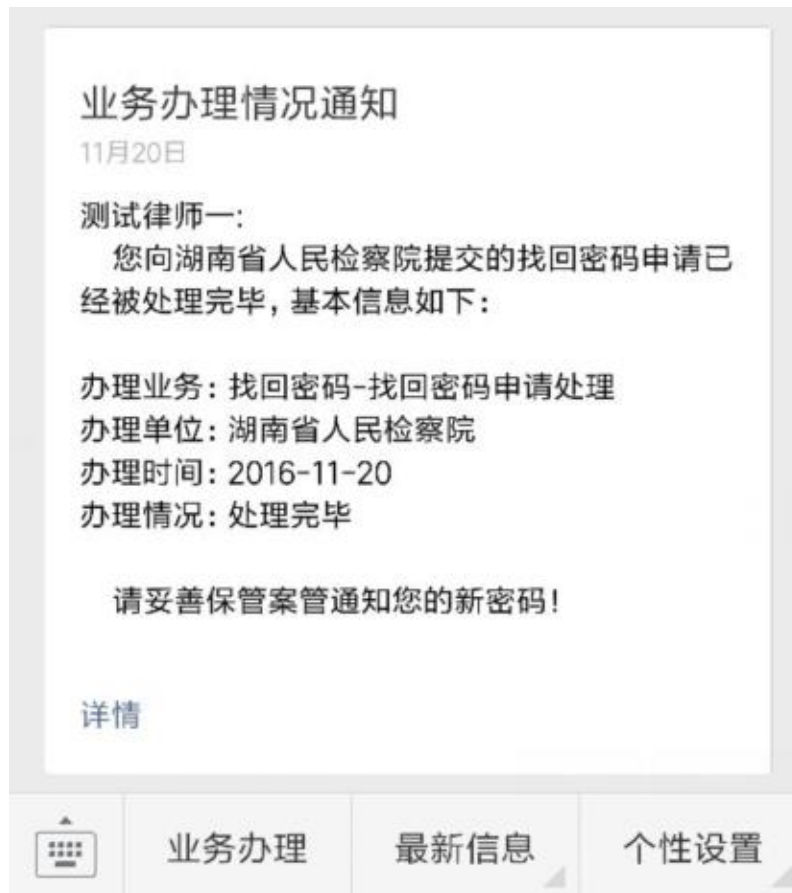 业务办理情况通知
11月20日
测试律师一:
您向湖南省人民检察院提交的找回密码申请已
经被处理完毕，基本信息如下：
办理业务：找回密码-找回密码申请处理
办理单位：湖南省人民检察院
办理时间：2016-11-20
办理情况：处理完毕
请妥善保管案管通知您的新密码！
详情
业务办理
最新信息
个性设置